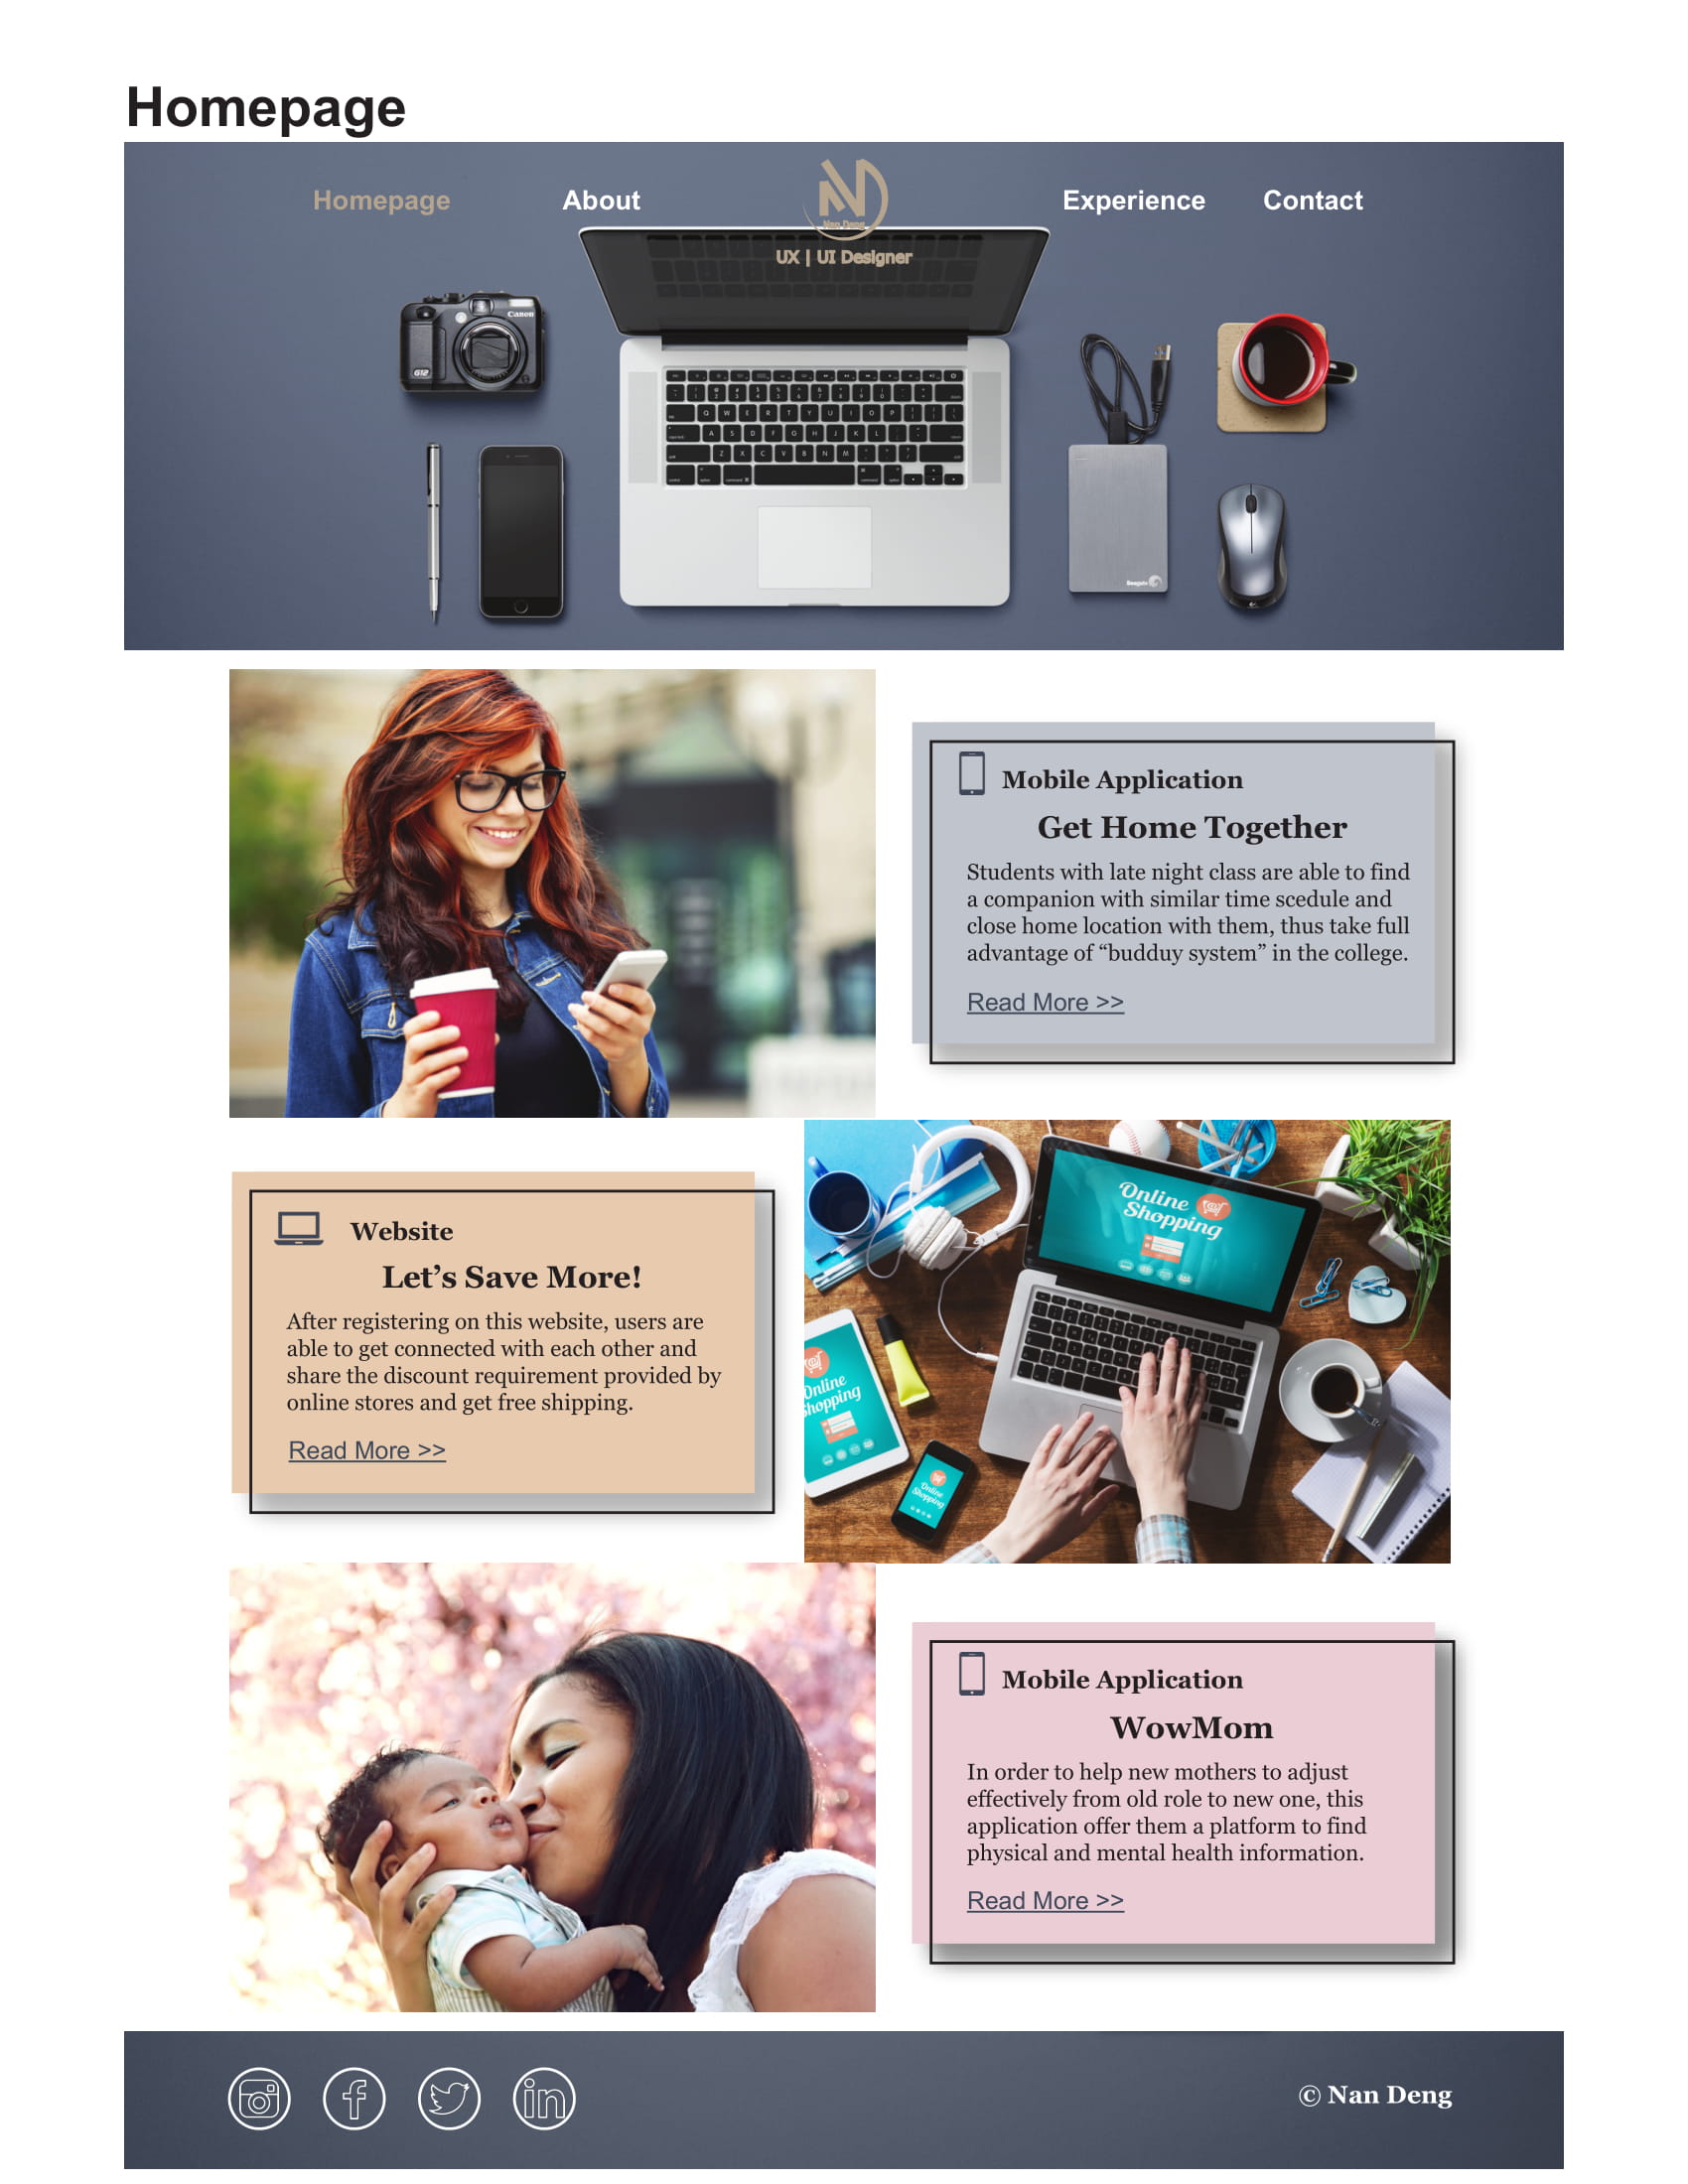 Homepage
Homepage
About
Nan Deng
Experience
Contact
UX | UI Designer
Canon
G12
Seagate
Mobile Application
Get Home Together
Students with late night class are able to find
a companion with similar time scedule and
close home location with them, thus take full
advantage of “budduy system” in the college.
Read More >>
Website
Let’s Save More!
After registering on this website, users are
able to get connected with each other and
share the discount requirement provided by
online stores and get free shipping.
Read More >>
Online
Shopping
Online
Shopping
Online
Shopping
Mobile Application
WowMom
In order to help new mothers to adjust
effectively from old role to new one, this
application offer them a platform to find
physical and mental health information.
Read More >>
© Nan Deng